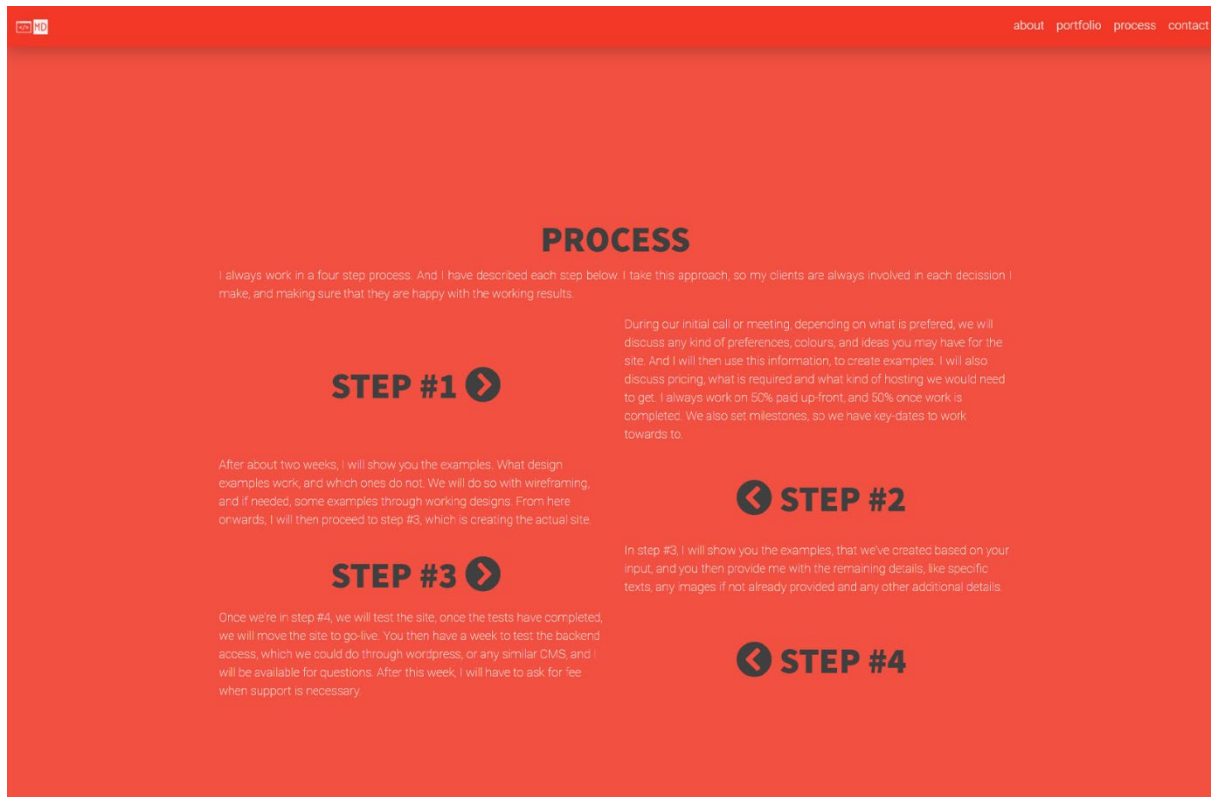 </> MD
about portfolio process contact
PROCESS
I always work in a four step process. And I have described each step below. I take this approach, so my clients are always involved in each decission I
make, and making sure that they are happy with the working results.
STEP #1
During our initial call or meeting, depending on what is prefered, we will
discuss any kind of preferences, colours, and ideas you may have for the
site. And I will then use this information, to create examples. I will also
discuss pricing, what is required and what kind of hosting we would need
to get. I always work on 50% paid up-front, and 50% once work is
completed. We also set milestones, so we have key-dates to work
towards to.
After about two weeks, I will show you the examples. What design
examples work, and which ones do not. We will do so with wireframing,
and if needed, some examples through working designs. From here
onwards, I will then proceed to step #3, which is creating the actual site.
STEP #2
STEP #3
In step #3, I will show you the examples, that we've created based on your
input, and you then provide me with the remaining details, like specific
texts, any images if not already provided and any other additional details.
Once we're in step #4, we will test the site, once the tests have completed,
we will move the site to go-live. You then have a week to test the backend
access, which we could do through wordpress, or any similar CMS, and I
will be available for questions. After this week, I will have to ask for fee
when support is necessary.
STEP #4